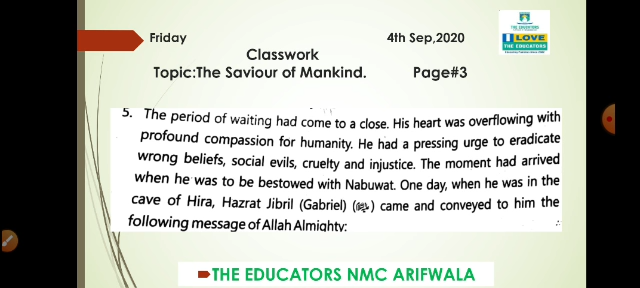 Friday 4th Sep,2020
THE EDUCATORS
I LOVE
THE EDUCATORS
Classwork
Topic:The Saviour of Mankind. Page#3
5. The period of waiting had come to a close. His heart was overflowing with
profound compassion for humanity. He had a pressing urge to eradicate
wrong beliefs, social evils, cruelty and injustice. The moment had arrived
when he was to be bestowed with Nabuwat. One day, when he was in the
cave of Hira, Hazrat Jibril (Gabriel) () came and conveyed to him the
following message of Allah Almighty:
THE EDUCATORS NMC ARIFWALA